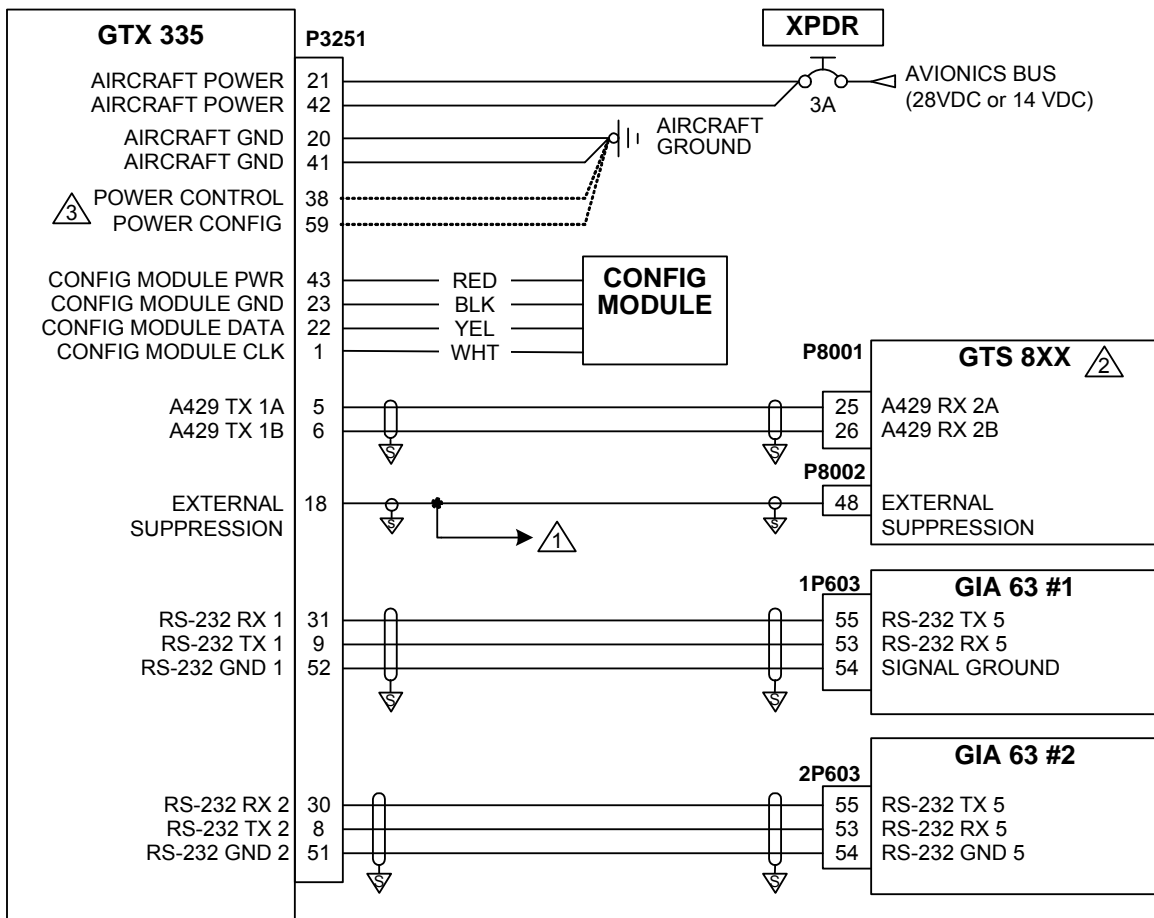 GTX 335
P3251
XPDR
AIRCRAFT POWER 21
AIRCRAFT POWER 42
3A
AVIONICS BUS
(28VDC or 14 VDC)
AIRCRAFT GND 20
AIRCRAFT GND 41
AIRCRAFT
GROUND
3
POWER CONTROL 38
POWER CONFIG 59
CONFIG MODULE PWR 43 RED
CONFIG MODULE GND 23 BLK
CONFIG MODULE DATA 22 YEL
CONFIG MODULE CLK 1 WHT
CONFIG
MODULE
P8001
GTS 8XX 2
A429 TX 1A 5 25 A429 RX 2A
A429 TX 1B 6 26 A429 RX 2B
S S
P8002
EXTERNAL 18 48 EXTERNAL
SUPPRESSION SUPPRESSION
S S
1
1P603
GIA 63 #1
RS-232 RX 1 31 55 RS-232 TX 5
RS-232 TX 1 9 53 RS-232 RX 5
RS-232 GND 1 52 54 SIGNAL GROUND
S S
2P603
GIA 63 #2
RS-232 RX 2 30 55 RS-232 TX 5
RS-232 TX 2 8 53 RS-232 RX 5
RS-232 GND 2 51 54 RS-232 GND 5
S S